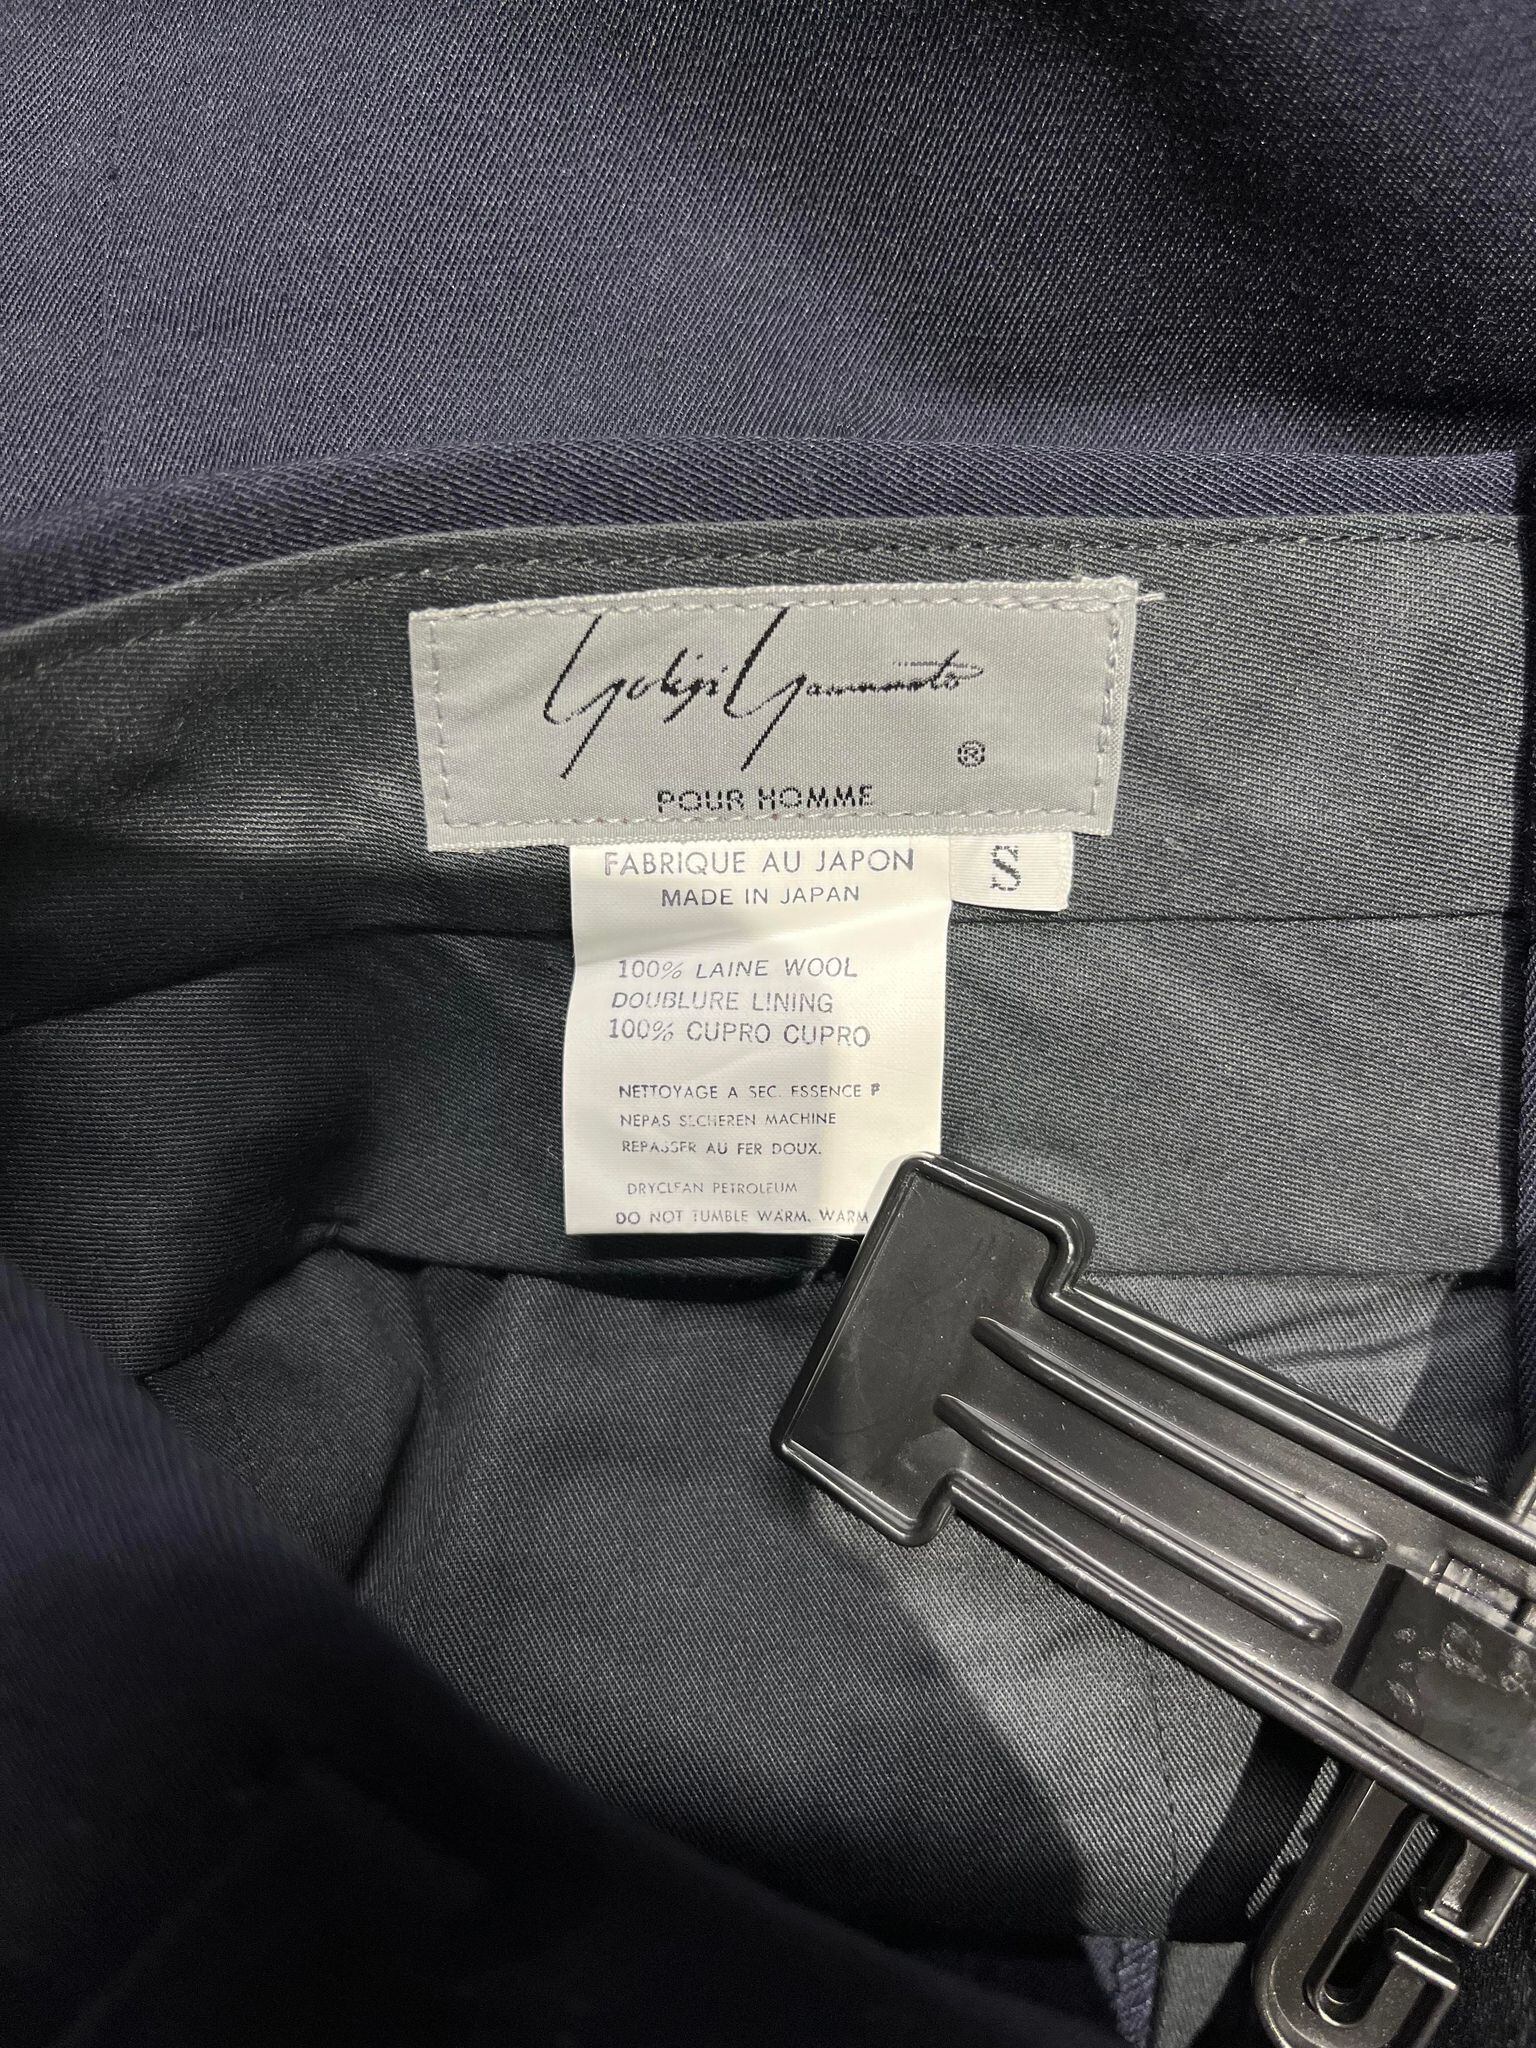 Yohji Yamamoto
®
POUR HOMME
FABRIQUE AU JAPON
MADE IN JAPAN
S
100% LAINE WOOL
DOUBLURE LINING
100% CUPRO CUPRO
NETTOYAGE A SEC. ESSENCE F
NEPAS SECHEREN MACHINE
REPASSER AU FER DOUX.
DRYCLEAN PETROLEUM
DO NOT TUMBLE WARM. WARM